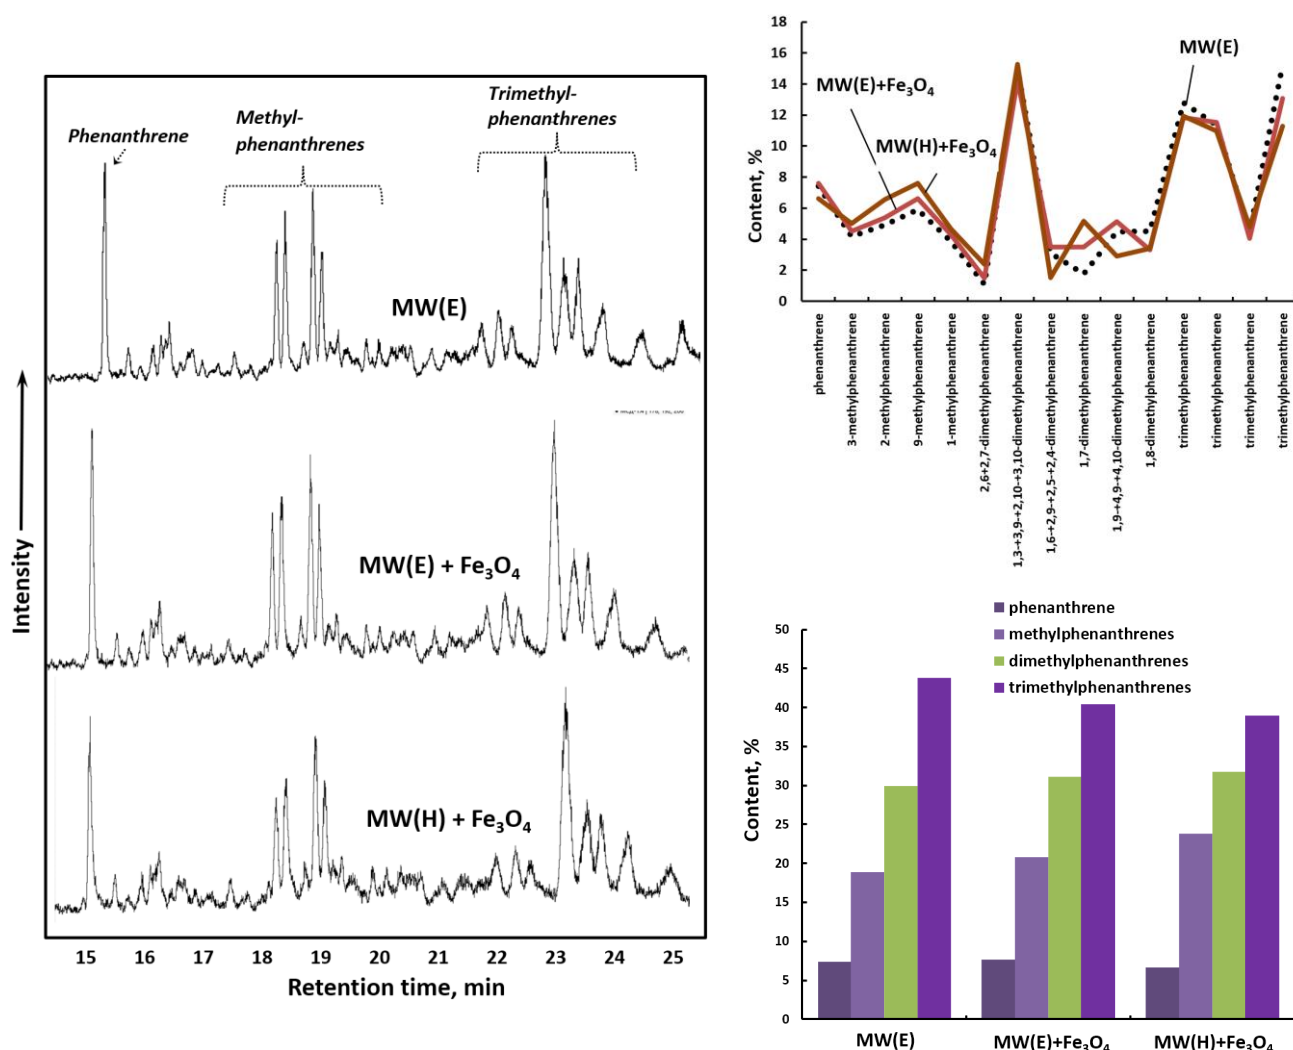 Phenanthrene
Methyl-
phenanthrenes
Trimethyl-
phenanthrenes
MW(E)
MW(E) + Fe₃O₄
MW(H) + Fe₃O₄
Intensity
15 16 17 18 19 20 21 22 23 24 25
Retention time, min
18
16
14
12
10
8
6
4
2
0
Content, %
MW(E)
MW(E)+Fe₃O₄
MW(H)+Fe₃O₄
phenanthrene
3-methylphenanthrene
2-methylphenanthrene
9-methylphenanthrene
1-methylphenanthrene
2,6+2,7-dimethylphenanthrene
1,3+3,9+2,10+3,10-dimethylphenanthrene
1,6+2,9+2,5+2,4-dimethylphenanthrene
1,7-dimethylphenanthrene
1,9+4,9+4,10-dimethylphenanthrene
1,8-dimethylphenanthrene
trimethylphenanthrene
trimethylphenanthrene
trimethylphenanthrene
trimethylphenanthrene
phenanthrene
methylphenanthrenes
dimethylphenanthrenes
trimethylphenanthrenes
50
45
40
35
30
25
20
15
10
5
0
Content, %
MW(E) MW(E)+Fe₃O₄ MW(H)+Fe₃O₄